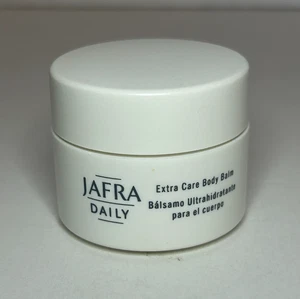 JAFRA
DAILY
Extra Care Body Balm
Bálsamo Ultrahidratante
para el cuerpo